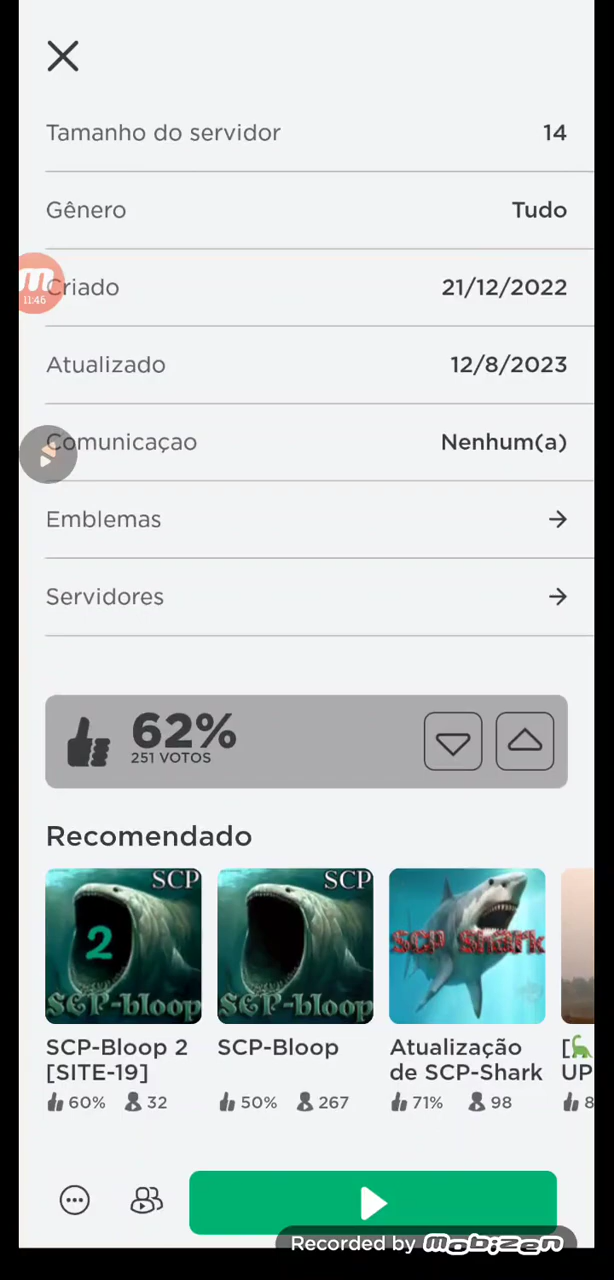 Tamanho do servidor 14
Gênero Tudo
Criado 21/12/2022
11:46
Atualizado 12/8/2023
Comunicaçao Nenhum(a)
Emblemas
Servidores
62%
251 VOTOS
Recomendado
SCP
2
SCP-bloop
SCP
SCP-bloop
SCP Shark
SCP-Bloop 2
[SITE-19]
60% 32
SCP-Bloop
50% 267
Atualização
de SCP-Shark
71% 98
[
UP
8
Recorded by mobizen